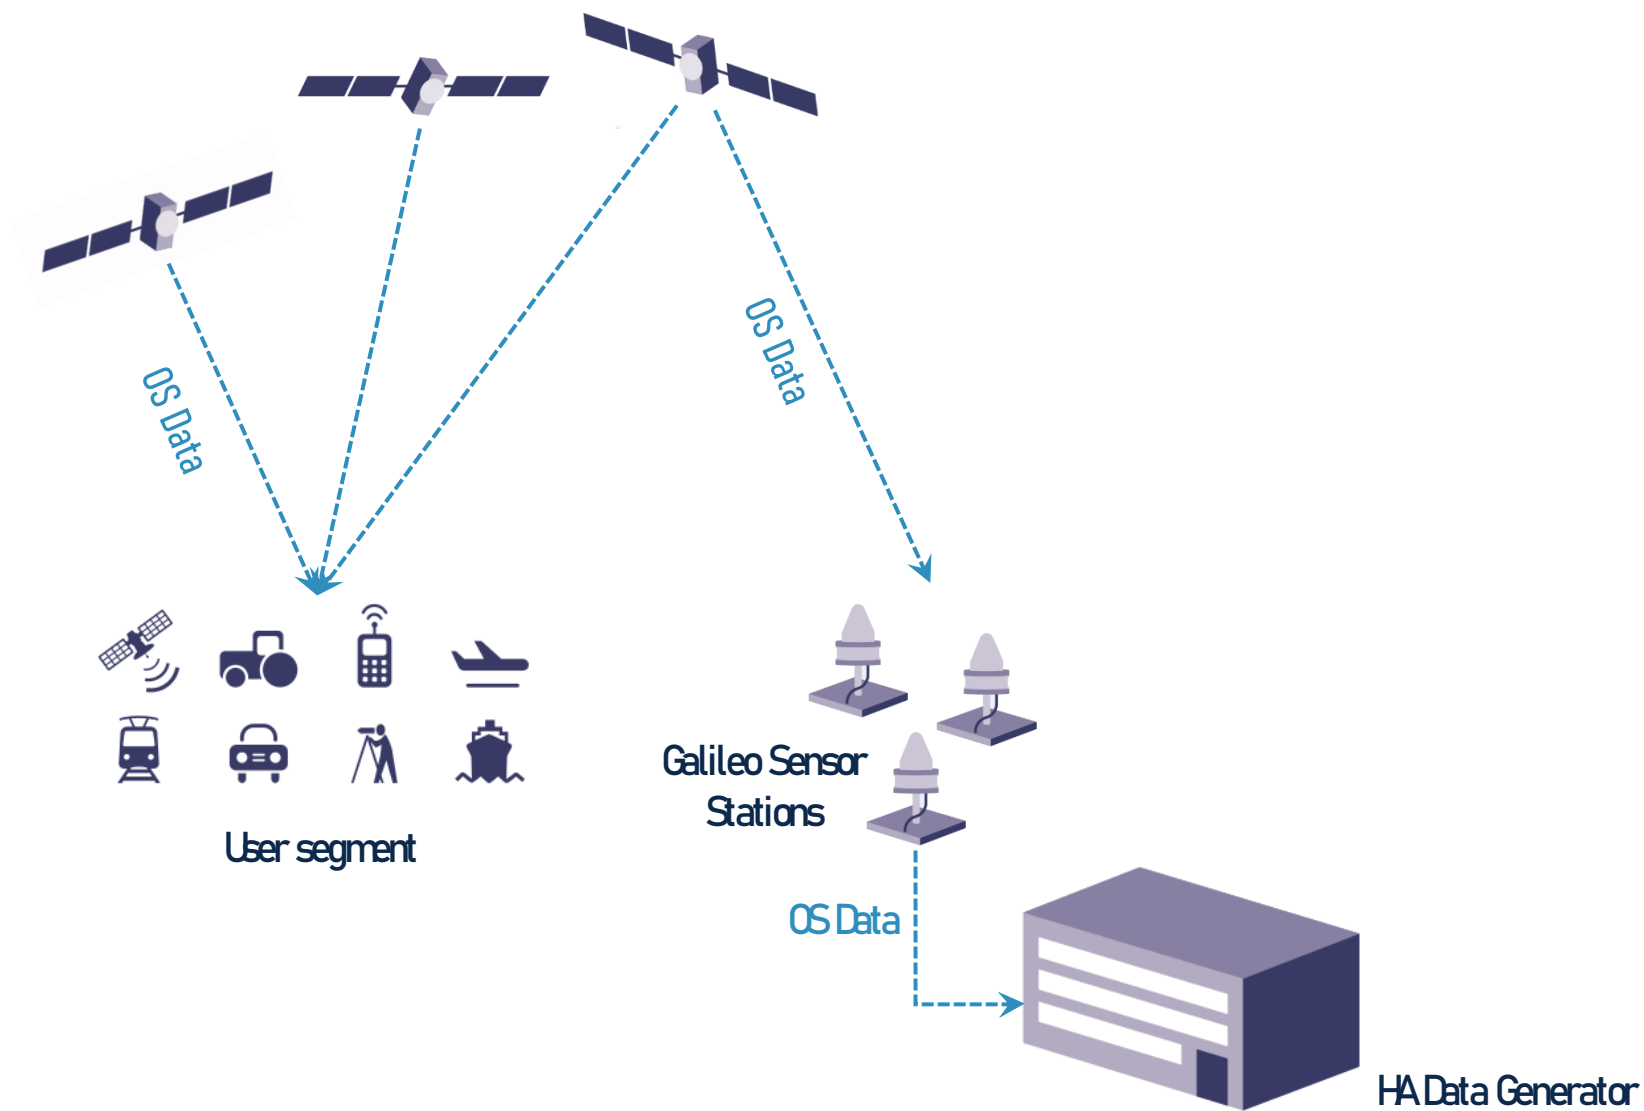 OS Data
OS Data
Galileo Sensor
Stations
User segment
OS Data
HA Data Generator